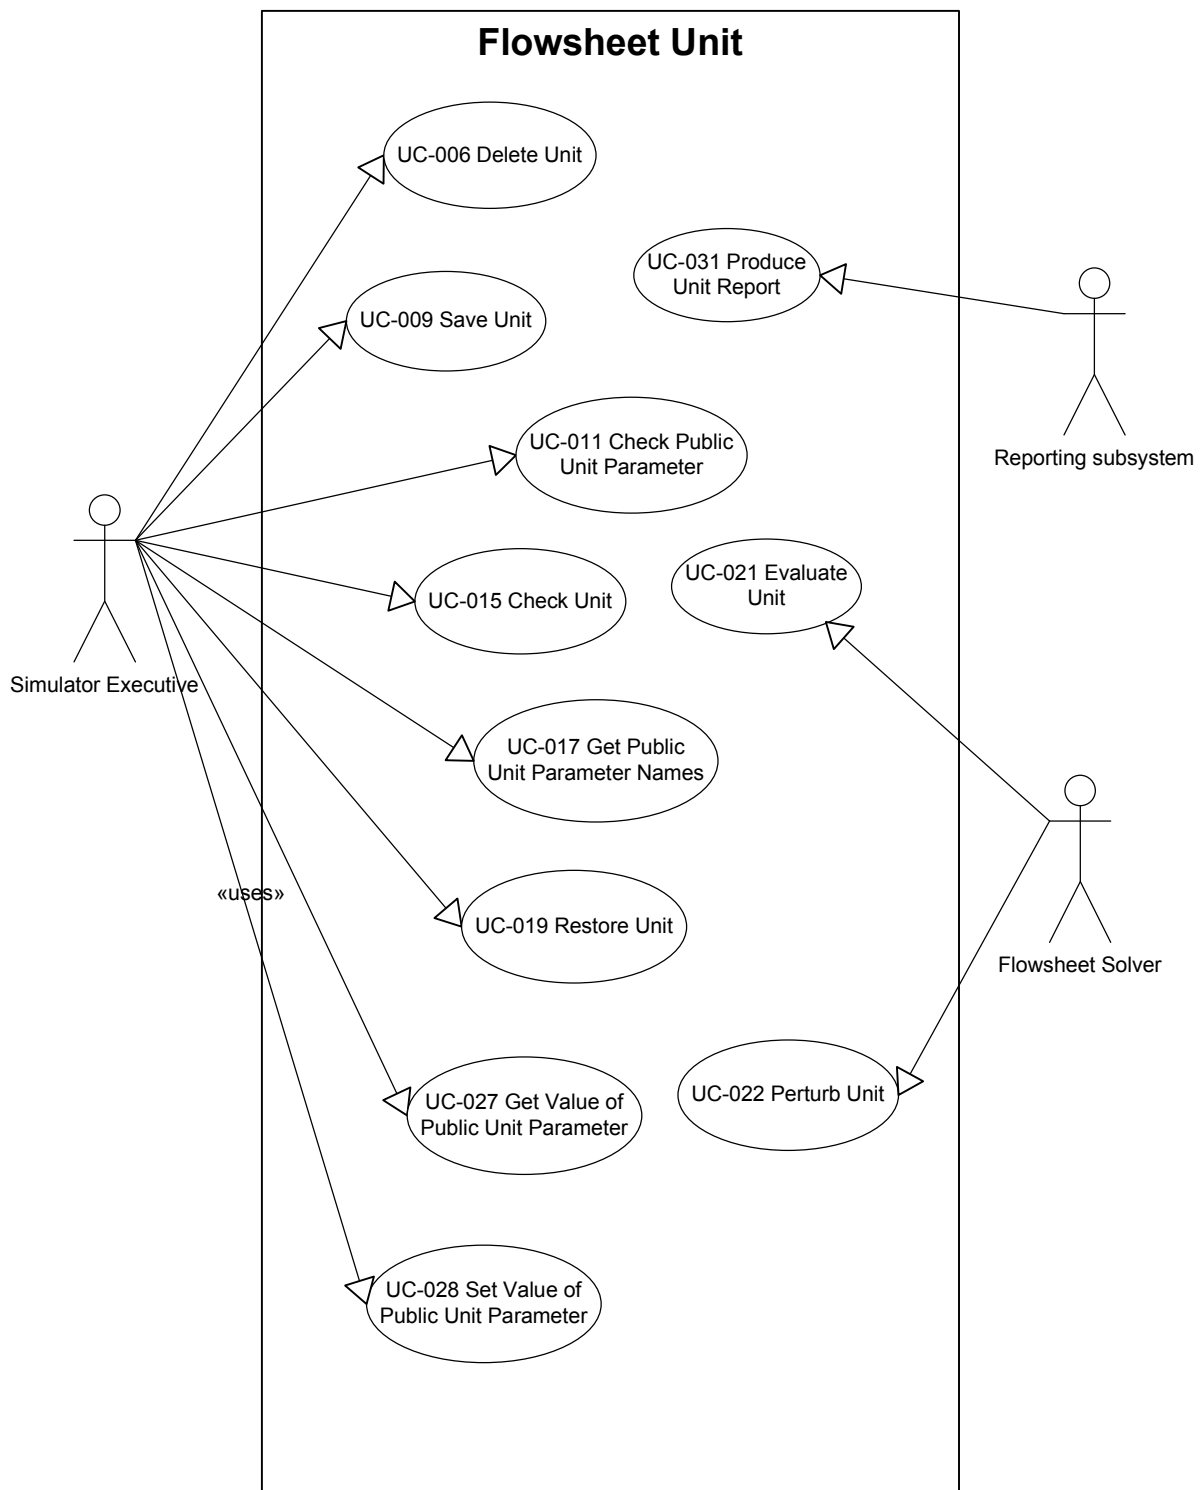 Flowsheet Unit
UC-006 Delete Unit
UC-031 Produce
Unit Report
UC-009 Save Unit
UC-011 Check Public
Unit Parameter
Reporting subsystem
UC-021 Evaluate
Unit
UC-015 Check Unit
Simulator Executive
UC-017 Get Public
Unit Parameter Names
«uses»
UC-019 Restore Unit
Flowsheet Solver
UC-027 Get Value of
Public Unit Parameter
UC-022 Perturb Unit
UC-028 Set Value of
Public Unit Parameter